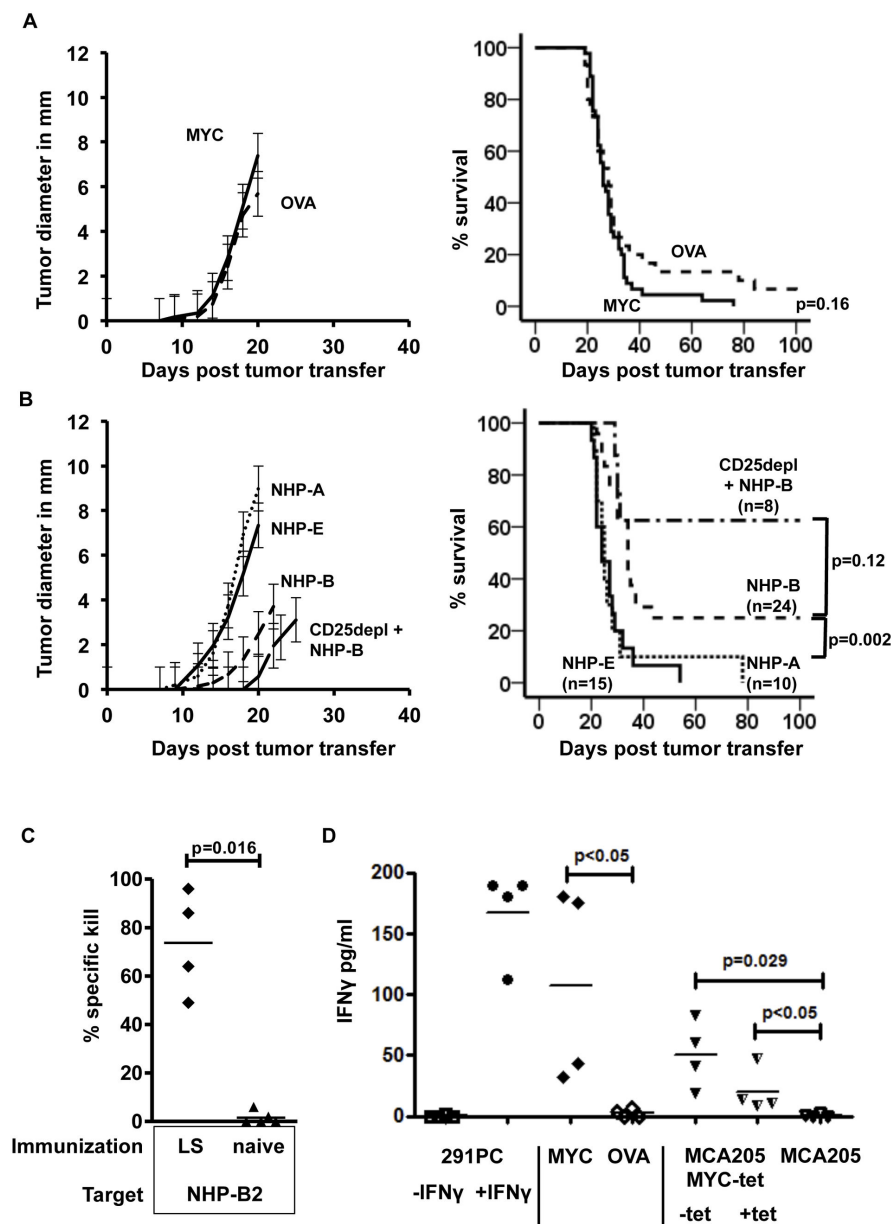 A
Tumor diameter in mm
12
10
8
6
4
2
0
MYC
OVA
0 10 20 30 40
Days post tumor transfer
% survival
100
80
60
40
20
0
OVA
MYC
p=0.16
0 20 40 60 80 100
Days post tumor transfer
B
Tumor diameter in mm
12
10
8
6
4
2
0
NHP-A
NHP-E
NHP-B
CD25depl +
NHP-B
0 10 20 30 40
Days post tumor transfer
% survival
100
80
60
40
20
0
CD25depl
+ NHP-B
(n=8)
p=0.12
NHP-B
(n=24)
p=0.002
NHP-E
(n=15)
NHP-A
(n=10)
0 20 40 60 80 100
Days post tumor transfer
C
p=0.016
% specific kill
100
80
60
40
20
0
Immunization LS naive
Target NHP-B2
D
IFNγ pg/ml
200
150
100
50
0
p<0.05
p=0.029
p<0.05
291PC
-IFNγ +IFNγ
MYC OVA
MCA205
MYC-tet
-tet +tet
MCA205